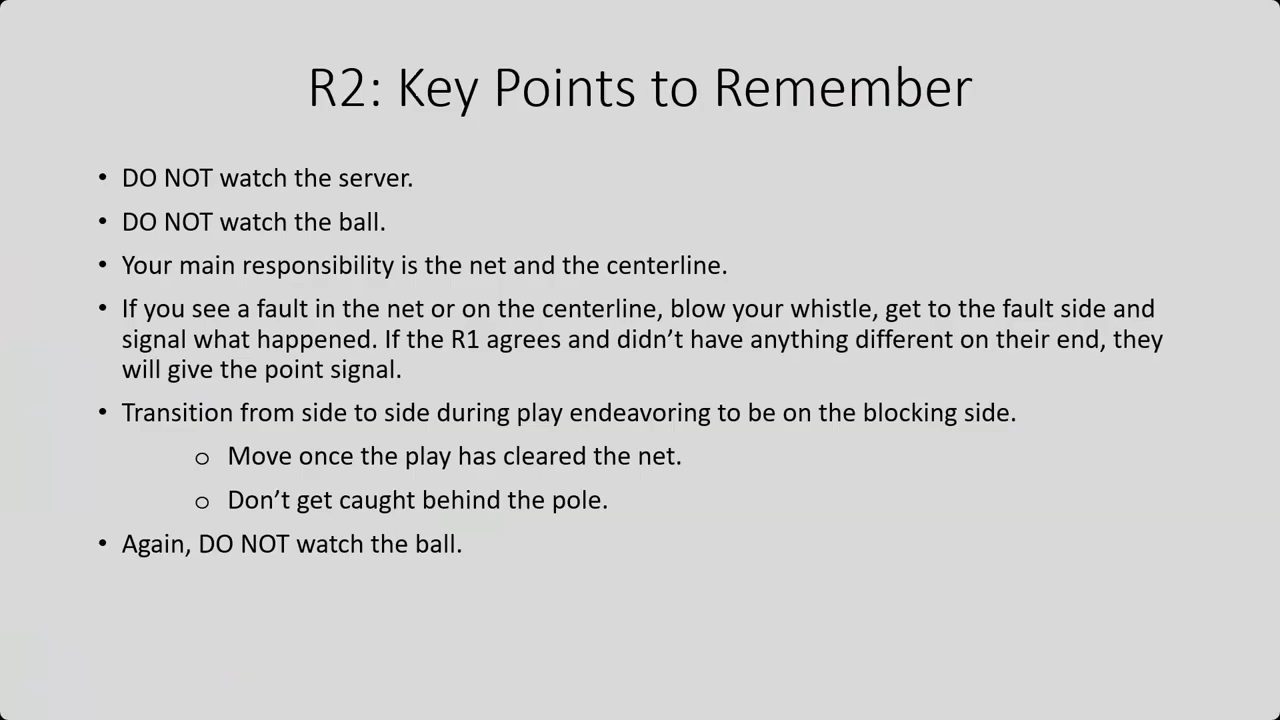 R2: Key Points to Remember
• DO NOT watch the server.
• DO NOT watch the ball.
• Your main responsibility is the net and the centerline.
• If you see a fault in the net or on the centerline, blow your whistle, get to the fault side and
signal what happened. If the R1 agrees and didn’t have anything different on their end, they
will give the point signal.
• Transition from side to side during play endeavoring to be on the blocking side.
o Move once the play has cleared the net.
o Don’t get caught behind the pole.
• Again, DO NOT watch the ball.